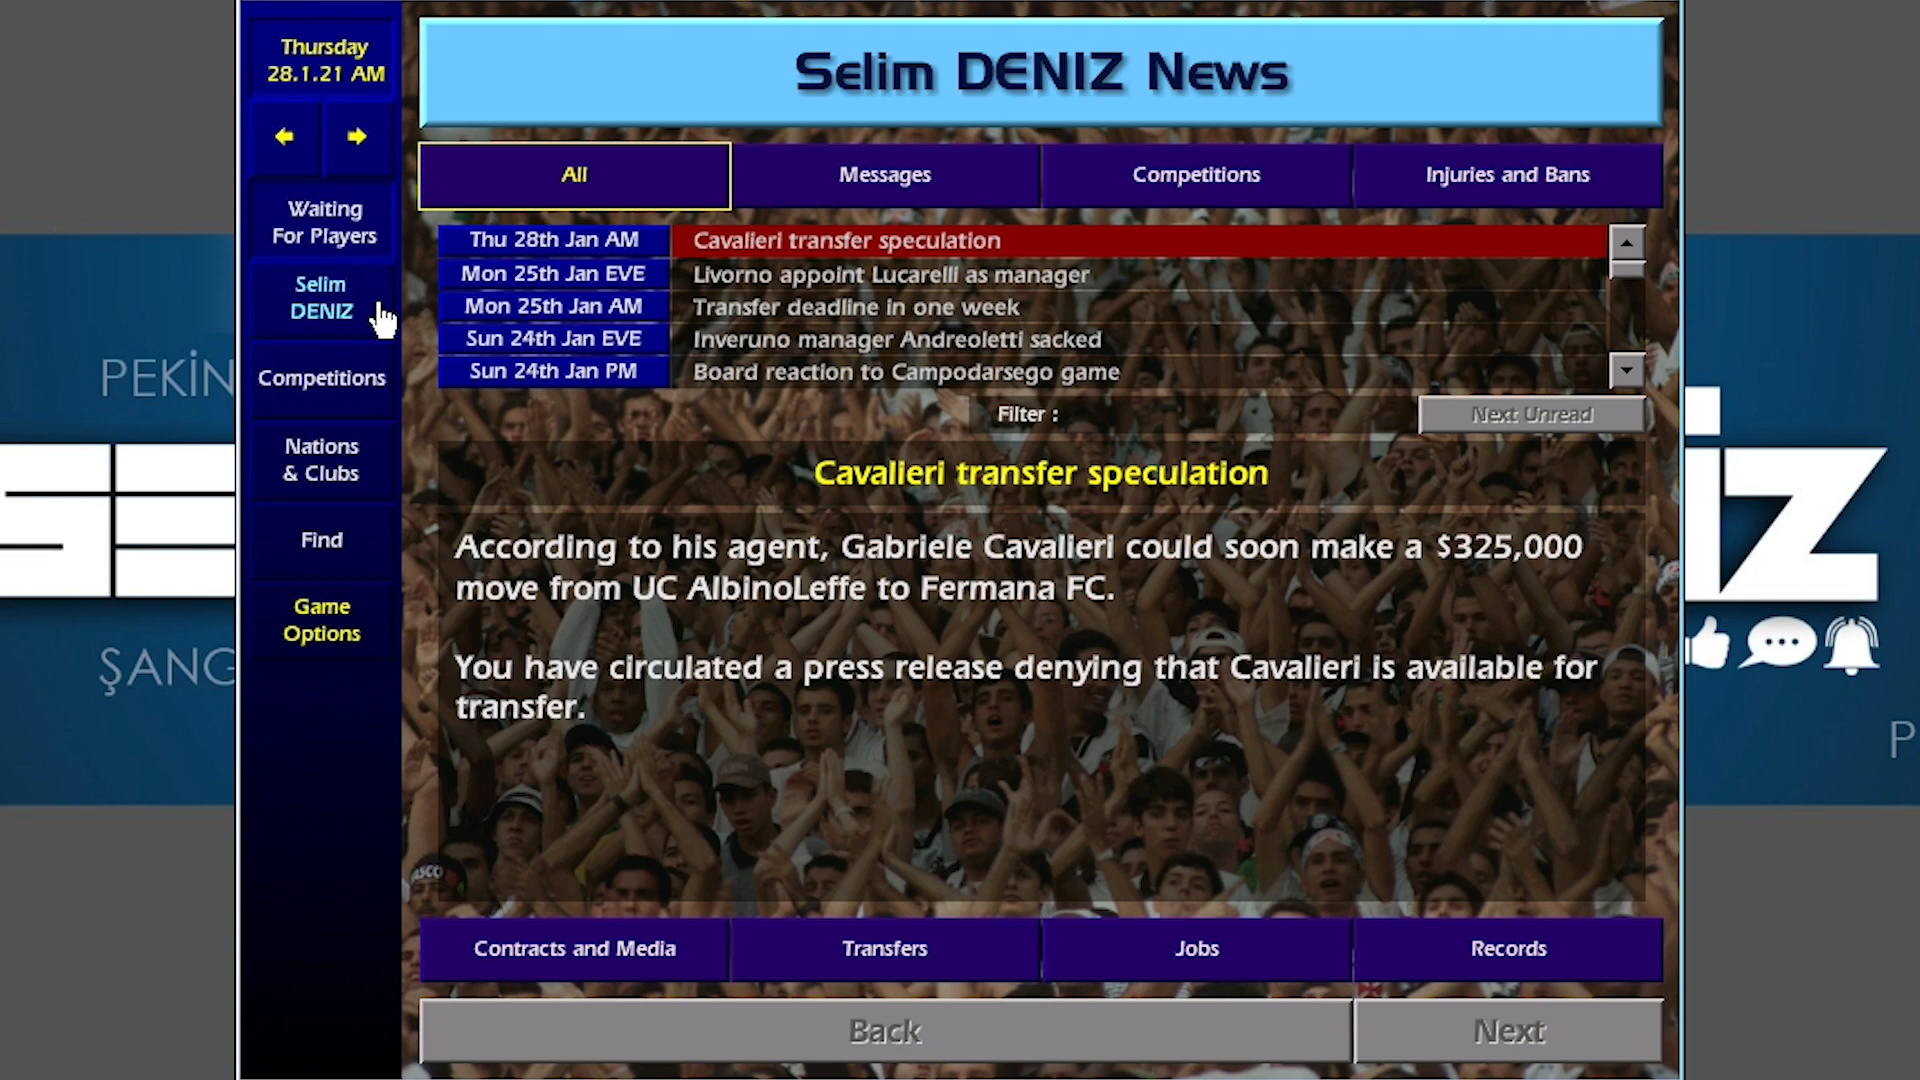 Thursday
28.1.21 AM
Waiting
For Players
Selim
DENIZ
Competitions
Nations
& Clubs
Find
Game
Options
Selim DENIZ News
All
Messages
Competitions
Injuries and Bans
Thu 28th Jan AM Cavalieri transfer speculation
Mon 25th Jan EVE Livorno appoint Lucarelli as manager
Mon 25th Jan AM Transfer deadline in one week
Sun 24th Jan EVE Inveruno manager Andreoletti sacked
Sun 24th Jan PM Board reaction to Campodarsego game
Filter :
Next Unread
Cavalieri transfer speculation
According to his agent, Gabriele Cavalieri could soon make a $325,000
move from UC AlbinoLeffe to Fermana FC.
You have circulated a press release denying that Cavalieri is available for
transfer.
Contracts and Media
Transfers
Jobs
Records
Back
Next
PEKİN
SE
ŞANG
iz
P